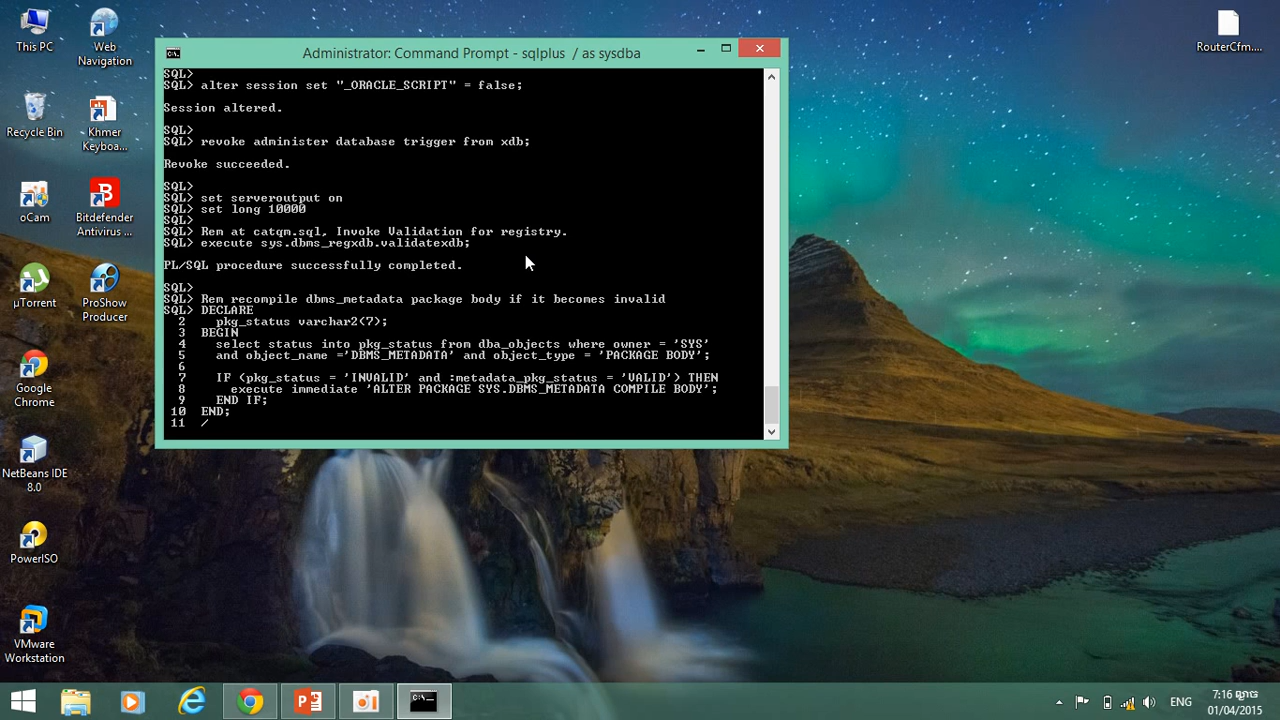 This PC
Web
Navigation
Recycle Bin
Khmer
Keyboa...
oCam
Bitdefender
Antivirus ...
µTorrent
ProShow
Producer
Google
Chrome
NetBeans IDE
8.0
PowerISO
VMware
Workstation
RouterCfm....
Administrator: Command Prompt - sqlplus / as sysdba
SQL>
SQL> alter session set "_ORACLE_SCRIPT" = false;
Session altered.
SQL>
SQL> revoke administer database trigger from xdb;
Revoke succeeded.
SQL>
SQL> set serveroutput on
SQL> set long 10000
SQL>
SQL> Rem at catqm.sql, Invoke Validation for registry.
SQL> execute sys.dbms_regxdb.validatexdb;
PL/SQL procedure successfully completed.
SQL>
SQL> Rem recompile dbms_metadata package body if it becomes invalid
SQL> DECLARE
2 pkg_status varchar2(7);
3 BEGIN
4 select status into pkg_status from dba_objects where owner = 'SYS'
5 and object_name ='DBMS_METADATA' and object_type = 'PACKAGE BODY';
6
7 IF (pkg_status = 'INVALID' and :metadata_pkg_status = 'VALID') THEN
8 execute immediate 'ALTER PACKAGE SYS.DBMS_METADATA COMPILE BODY';
9 END IF;
10 END;
11 /
ENG
7:16
01/04/2015